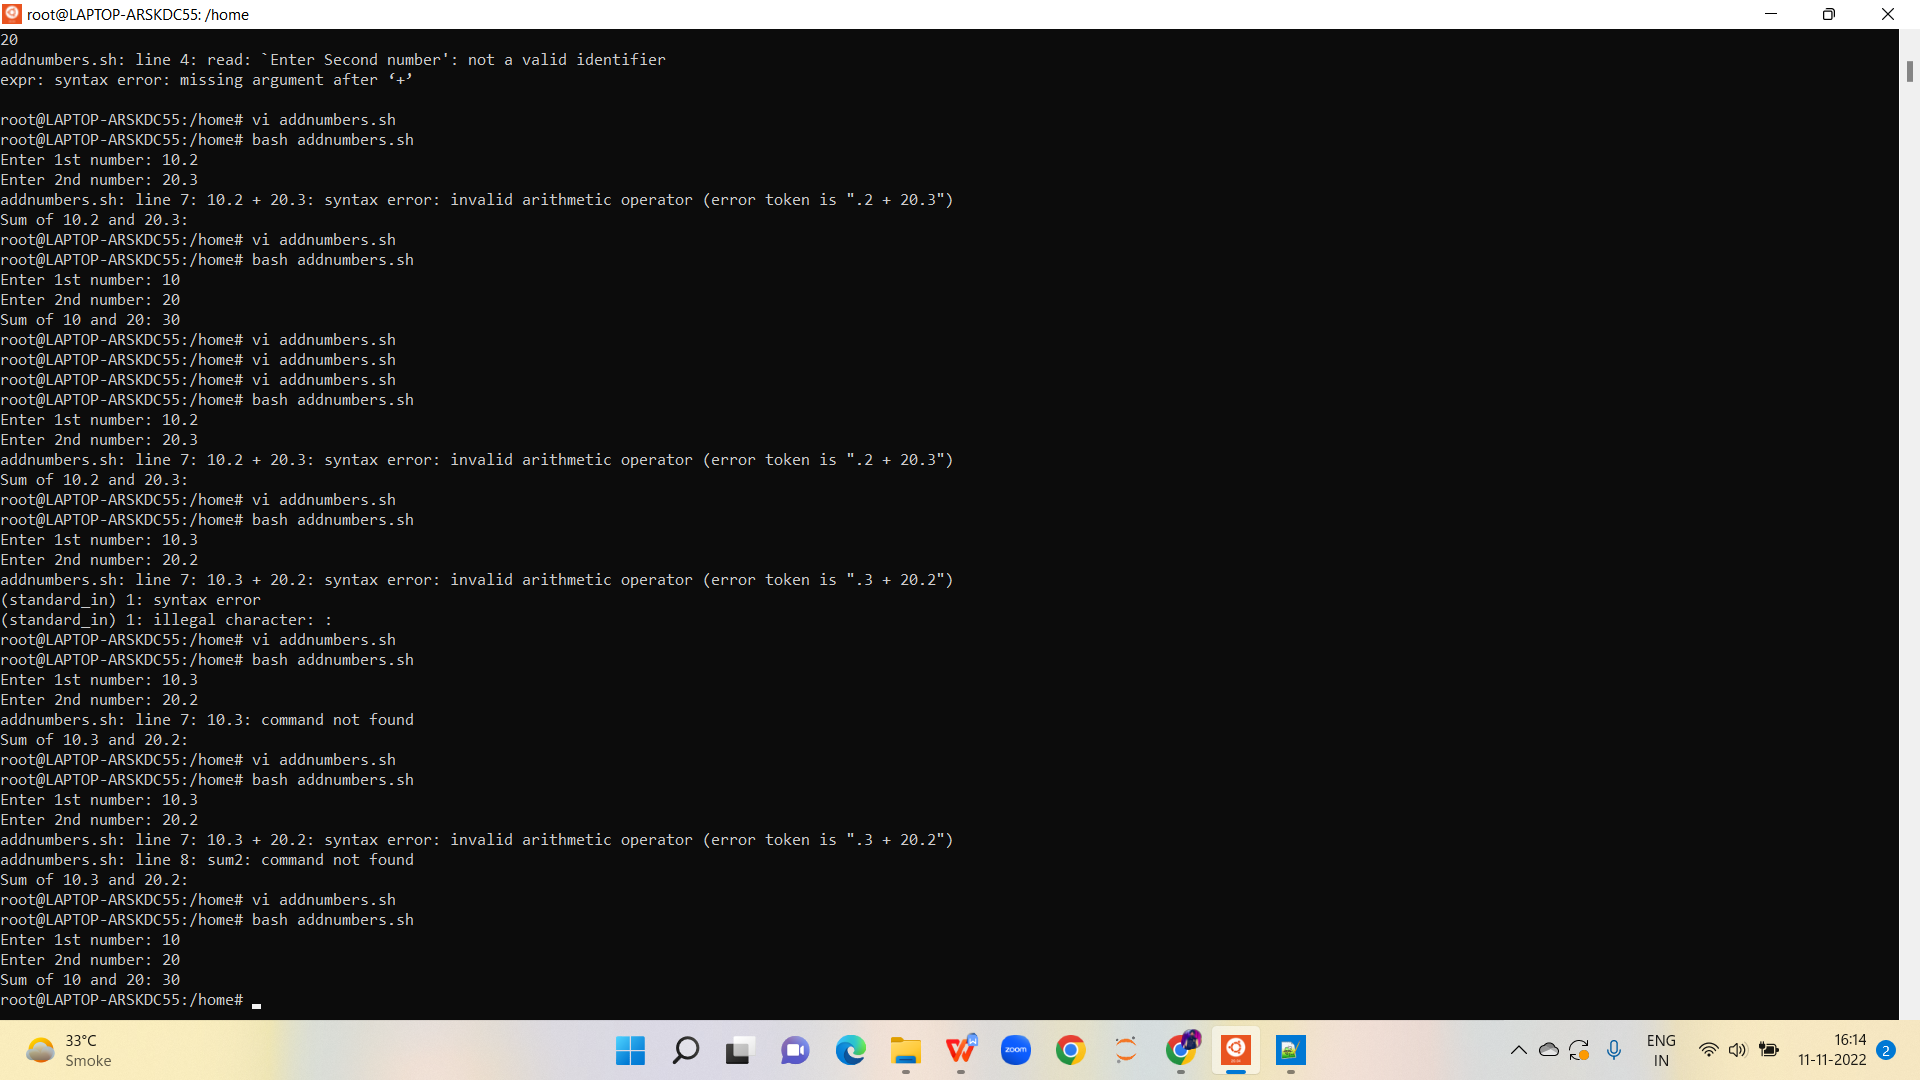 root@LAPTOP-ARSKDC55: /home
20
addnumbers.sh: line 4: read: `Enter Second number': not a valid identifier
expr: syntax error: missing argument after ‘+’
root@LAPTOP-ARSKDC55:/home# vi addnumbers.sh
root@LAPTOP-ARSKDC55:/home# bash addnumbers.sh
Enter 1st number: 10.2
Enter 2nd number: 20.3
addnumbers.sh: line 7: 10.2 + 20.3: syntax error: invalid arithmetic operator (error token is ".2 + 20.3")
Sum of 10.2 and 20.3:
root@LAPTOP-ARSKDC55:/home# vi addnumbers.sh
root@LAPTOP-ARSKDC55:/home# bash addnumbers.sh
Enter 1st number: 10
Enter 2nd number: 20
Sum of 10 and 20: 30
root@LAPTOP-ARSKDC55:/home# vi addnumbers.sh
root@LAPTOP-ARSKDC55:/home# vi addnumbers.sh
root@LAPTOP-ARSKDC55:/home# vi addnumbers.sh
root@LAPTOP-ARSKDC55:/home# bash addnumbers.sh
Enter 1st number: 10.2
Enter 2nd number: 20.3
addnumbers.sh: line 7: 10.2 + 20.3: syntax error: invalid arithmetic operator (error token is ".2 + 20.3")
Sum of 10.2 and 20.3:
root@LAPTOP-ARSKDC55:/home# vi addnumbers.sh
root@LAPTOP-ARSKDC55:/home# bash addnumbers.sh
Enter 1st number: 10.3
Enter 2nd number: 20.2
addnumbers.sh: line 7: 10.3 + 20.2: syntax error: invalid arithmetic operator (error token is ".3 + 20.2")
(standard_in) 1: syntax error
(standard_in) 1: illegal character: :
root@LAPTOP-ARSKDC55:/home# vi addnumbers.sh
root@LAPTOP-ARSKDC55:/home# bash addnumbers.sh
Enter 1st number: 10.3
Enter 2nd number: 20.2
addnumbers.sh: line 7: 10.3: command not found
Sum of 10.3 and 20.2:
root@LAPTOP-ARSKDC55:/home# vi addnumbers.sh
root@LAPTOP-ARSKDC55:/home# bash addnumbers.sh
Enter 1st number: 10.3
Enter 2nd number: 20.2
addnumbers.sh: line 7: 10.3 + 20.2: syntax error: invalid arithmetic operator (error token is ".3 + 20.2")
addnumbers.sh: line 8: sum2: command not found
Sum of 10.3 and 20.2:
root@LAPTOP-ARSKDC55:/home# vi addnumbers.sh
root@LAPTOP-ARSKDC55:/home# bash addnumbers.sh
Enter 1st number: 10
Enter 2nd number: 20
Sum of 10 and 20: 30
root@LAPTOP-ARSKDC55:/home#
33°C
Smoke
zoom
ENG
IN
16:14
11-11-2022
2